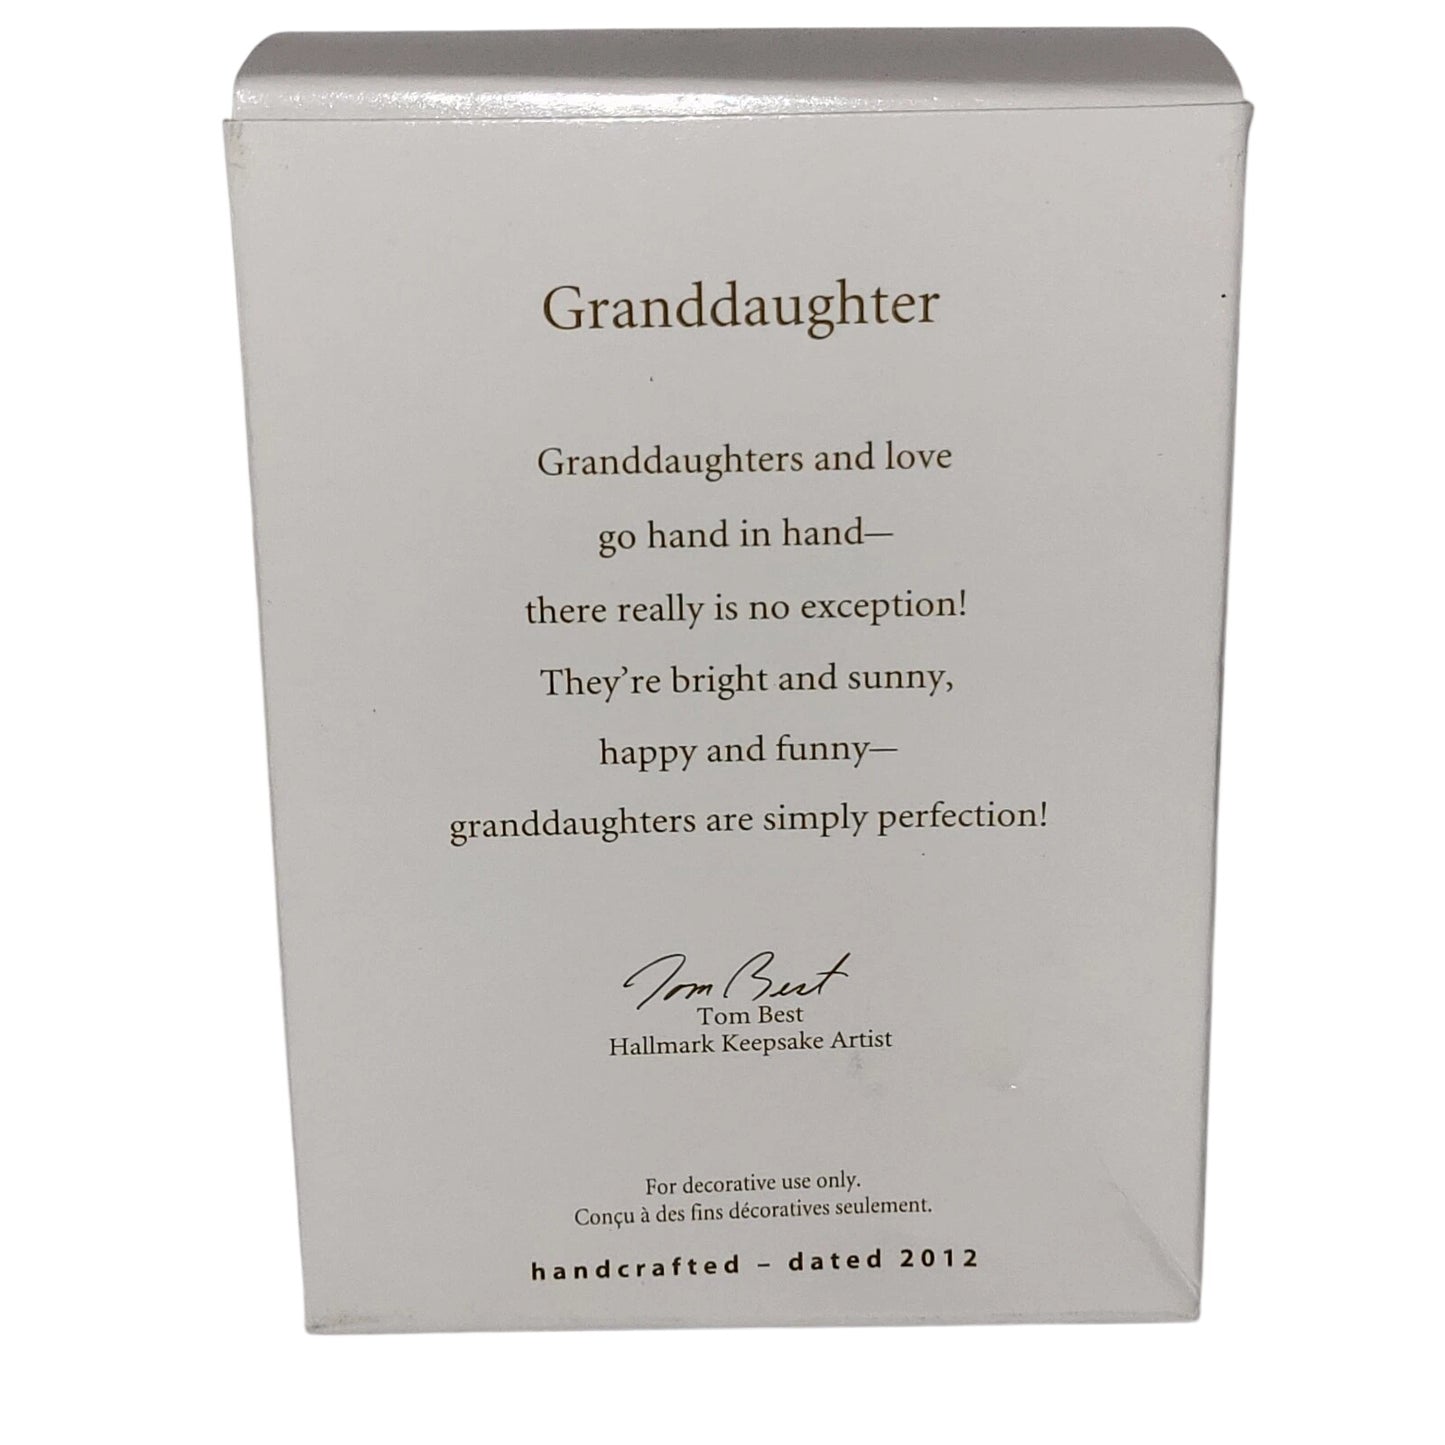 Granddaughter
Granddaughters and love
go hand in hand—
there really is no exception!
They’re bright and sunny,
happy and funny—
granddaughters are simply perfection!
Tom Best
Tom Best
Hallmark Keepsake Artist
For decorative use only.
Conçu à des fins décoratives seulement.
handcrafted – dated 2012